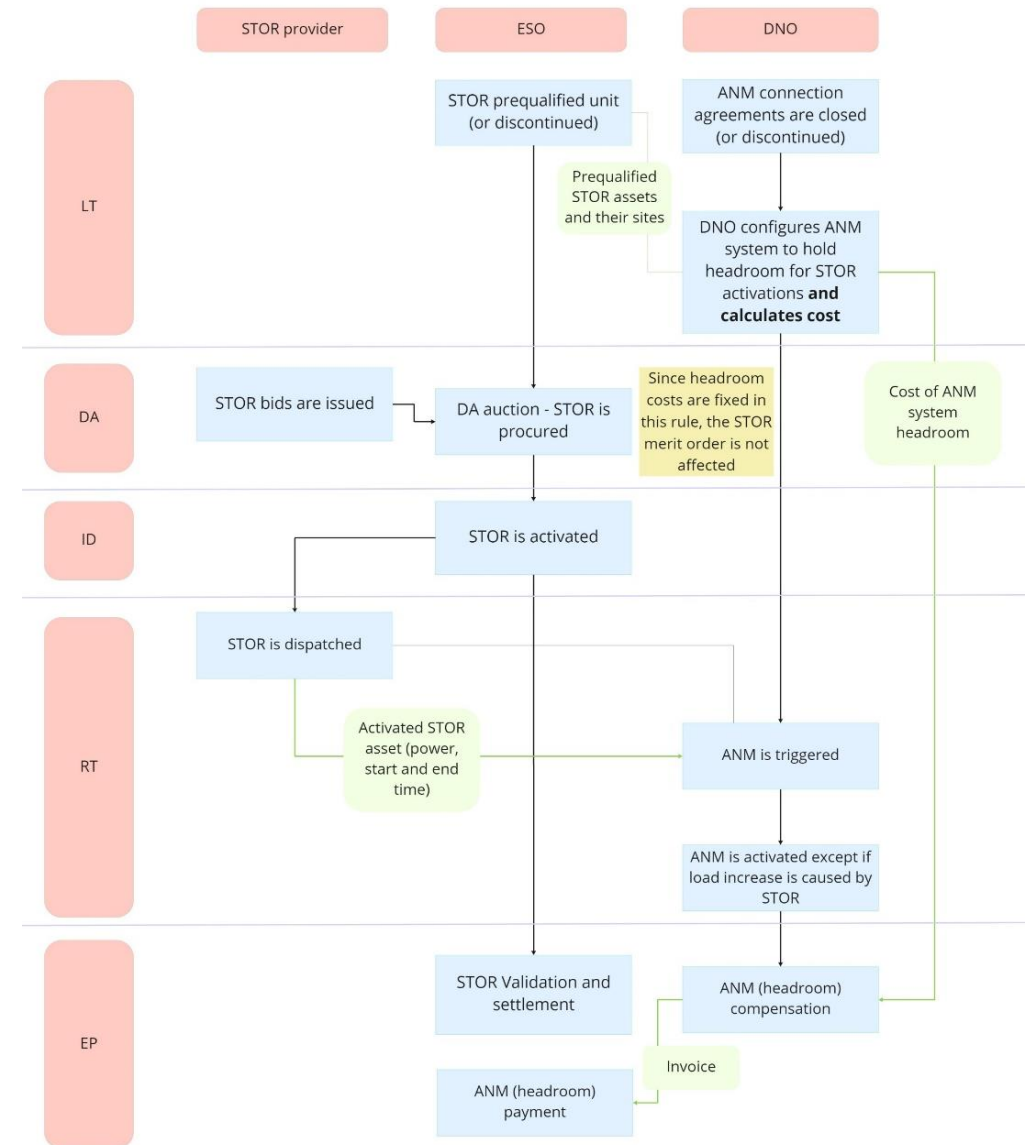 STOR provider
ESO
DNO
LT
STOR prequalified unit
(or discontinued)
ANM connection
agreements are closed
(or discontinued)
Prequalified
STOR assets
and their sites
DNO configures ANM
system to hold
headroom for STOR
activations and
calculates cost
DA
STOR bids are issued
DA auction - STOR is
procured
Since headroom
costs are fixed in
this rule, the STOR
merit order is not
affected
Cost of ANM
system
headroom
ID
STOR is activated
RT
STOR is dispatched
Activated STOR
asset (power,
start and end
time)
ANM is triggered
ANM is activated except if
load increase is caused by
STOR
EP
STOR Validation and
settlement
ANM (headroom)
compensation
Invoice
ANM (headroom)
payment